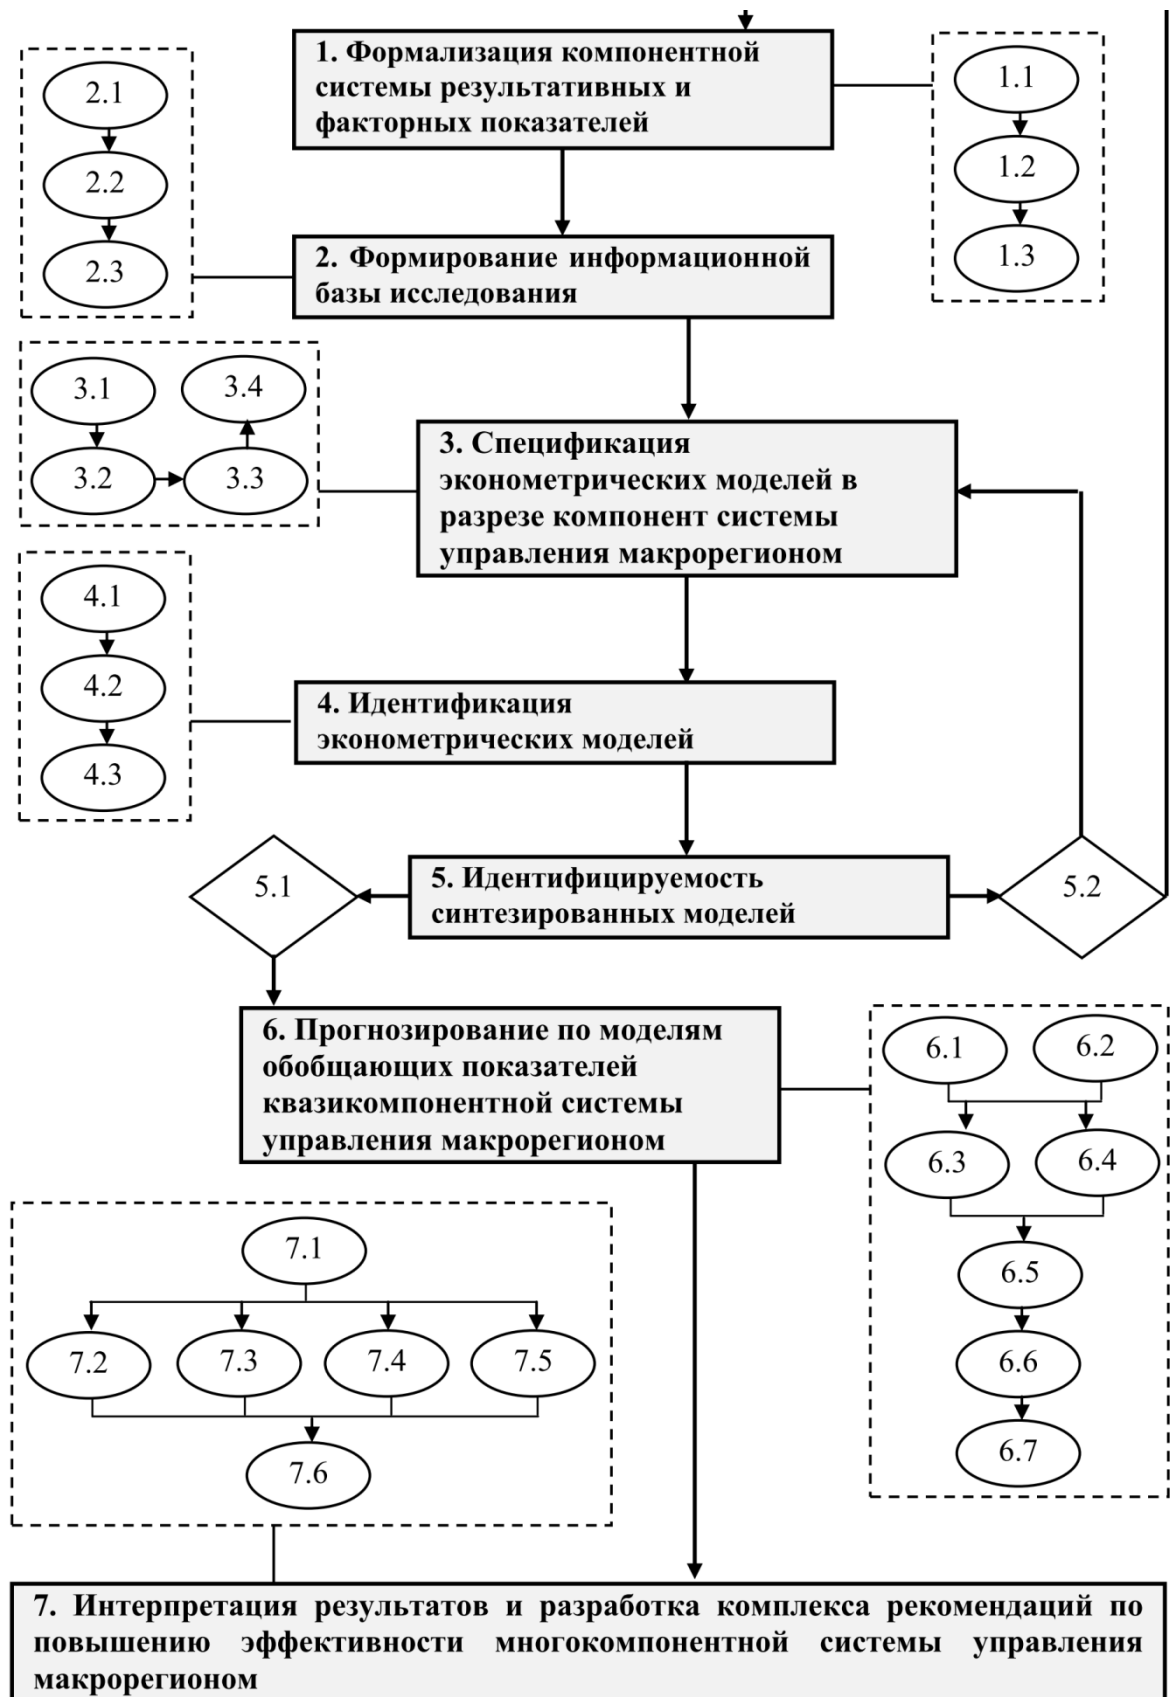 1. Формализация компонентной
системы результативных и
факторных показателей
1.1
1.2
1.3
2.1
2.2
2.3
2. Формирование информационной
базы исследования
3.1
3.4
3.2
3.3
3. Спецификация
эконометрических моделей в
разрезе компонент системы
управления макрорегионом
4.1
4.2
4.3
4. Идентификация
эконометрических моделей
5.1
5. Идентифицируемость
синтезированных моделей
5.2
6. Прогнозирование по моделям
обобщающих показателей
квазикомпонентной системы
управления макрорегионом
6.1
6.2
6.3
6.4
6.5
6.6
6.7
7.1
7.2
7.3
7.4
7.5
7.6
7. Интерпретация результатов и разработка комплекса рекомендаций по
повышению эффективности многокомпонентной системы управления
макрорегионом